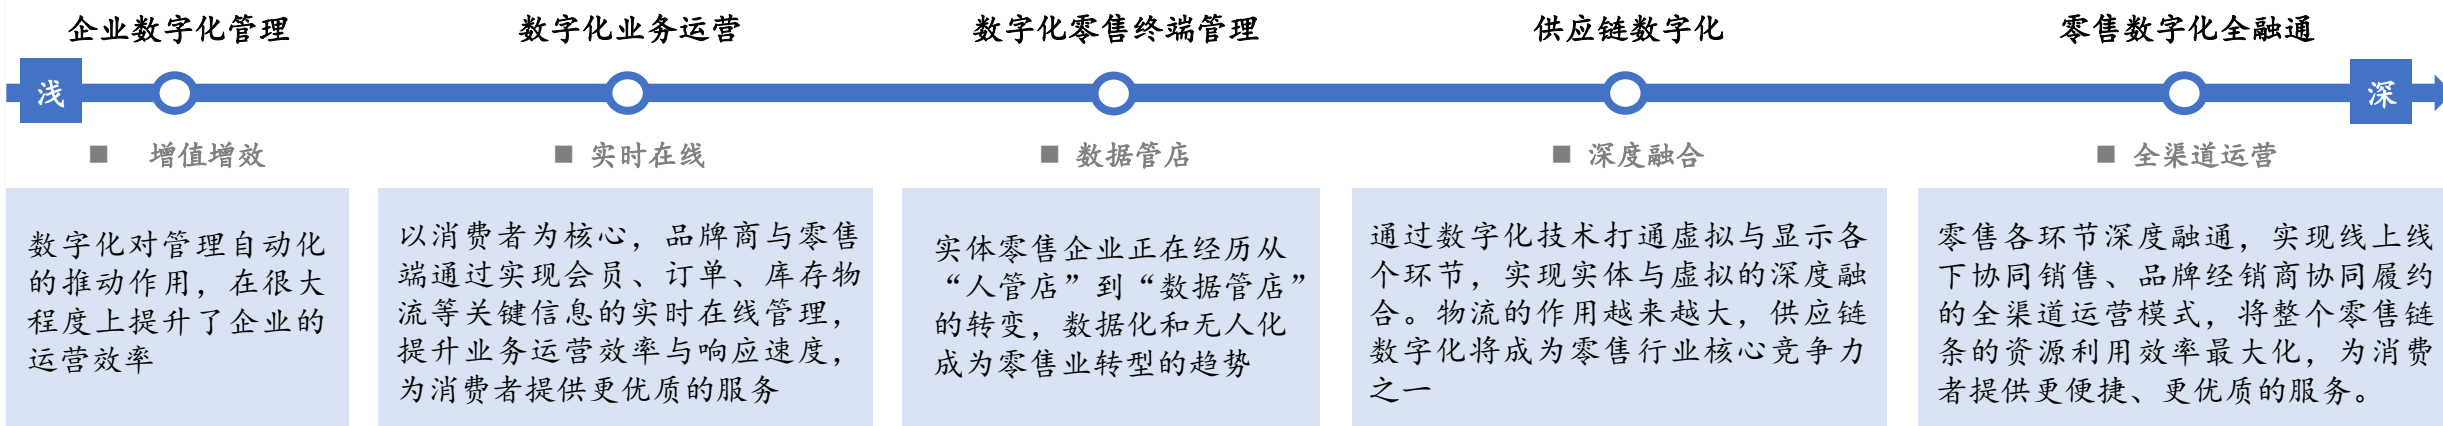 企业数字化管理
数字化业务运营
数字化零售终端管理
供应链数字化
零售数字化全融通
浅
深
增值增效
实时在线
数据管店
深度融合
全渠道运营
数字化对管理自动化
的推动作用，在很大
程度上提升了企业的
运营效率
以消费者为核心，品牌商与零售
端通过实现会员、订单、库存物
流等关键信息的实时在线管理，
提升业务运营效率与响应速度，
为消费者提供更优质的服务
实体零售企业正在经历从
“人管店”到“数据管店”
的转变，数据化和无人化
成为零售业转型的趋势
通过数字化技术打通虚拟与显示各
个环节，实现实体与虚拟的深度融
合。物流的作用越来越大，供应链
数字化将成为零售行业核心竞争力
之一
零售各环节深度融通，实现线上线
下协同销售、品牌经销商协同履约
的全渠道运营模式，将整个零售链
条的资源利用效率最大化，为消费
者提供更便捷、更优质的服务。